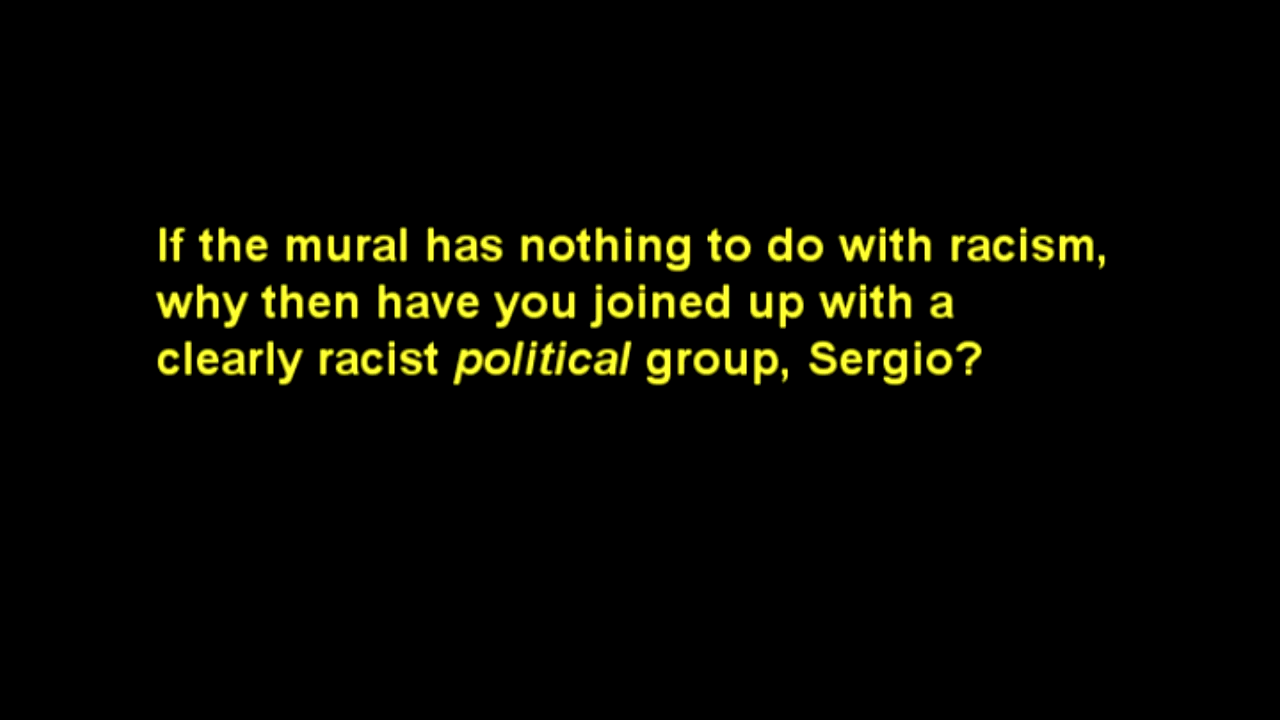 If the mural has nothing to do with racism,
why then have you joined up with a
clearly racist political group, Sergio?